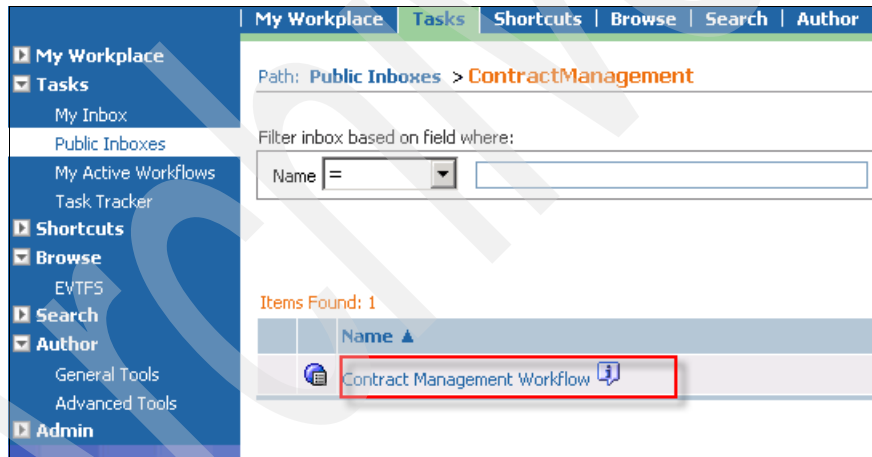 My Workplace | Tasks | Shortcuts | Browse | Search | Author
My Workplace
Tasks
My Inbox
Public Inboxes
My Active Workflows
Task Tracker
Shortcuts
Browse
EVTFS
Search
Author
General Tools
Advanced Tools
Admin
Path: Public Inboxes > ContractManagement
Filter inbox based on field where:
Name =
Items Found: 1
Name
Contract Management Workflow